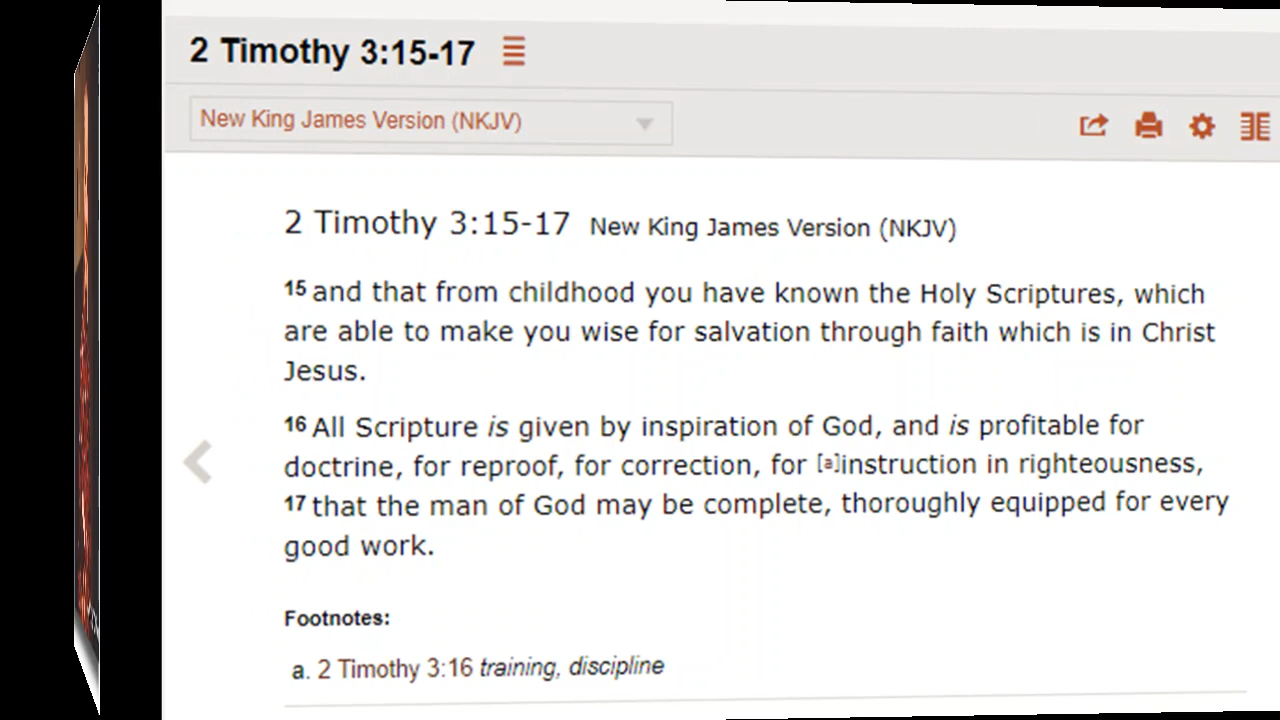 2 Timothy 3:15-17
New King James Version (NKJV)
2 Timothy 3:15-17 New King James Version (NKJV)
15 and that from childhood you have known the Holy Scriptures, which
are able to make you wise for salvation through faith which is in Christ
Jesus.
16 All Scripture is given by inspiration of God, and is profitable for
doctrine, for reproof, for correction, for [a]instruction in righteousness,
17 that the man of God may be complete, thoroughly equipped for every
good work.
Footnotes:
a. 2 Timothy 3:16 training, discipline